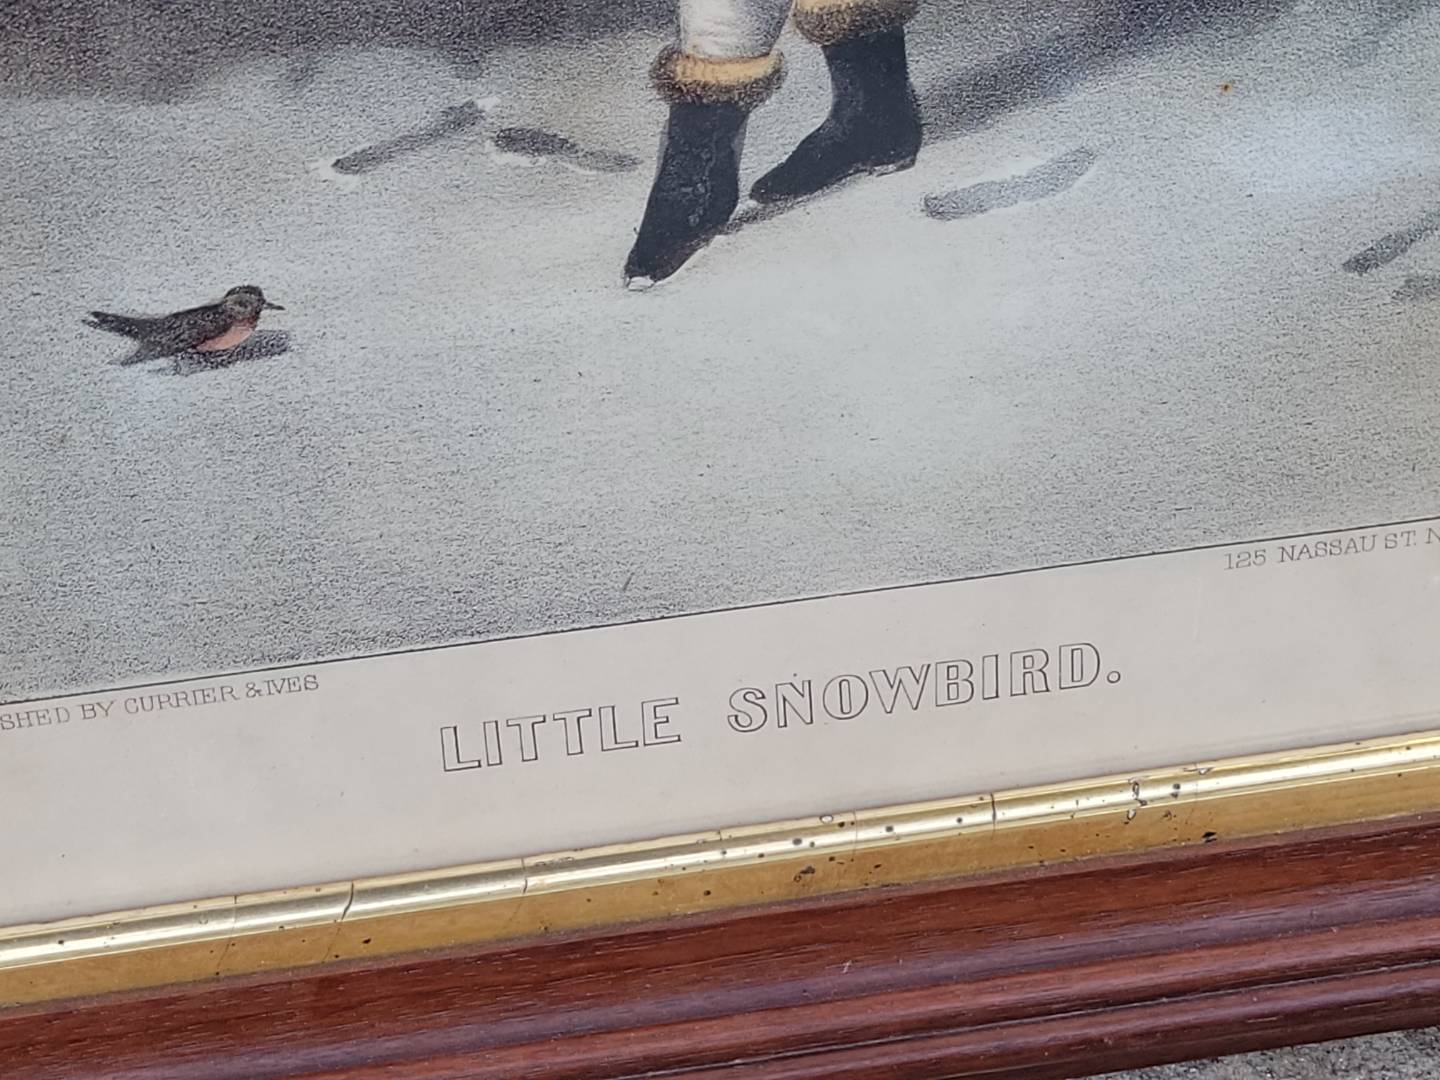 SHED BY CURRIER & IVES
125 NASSAU ST. N
LITTLE SNOWBIRD.